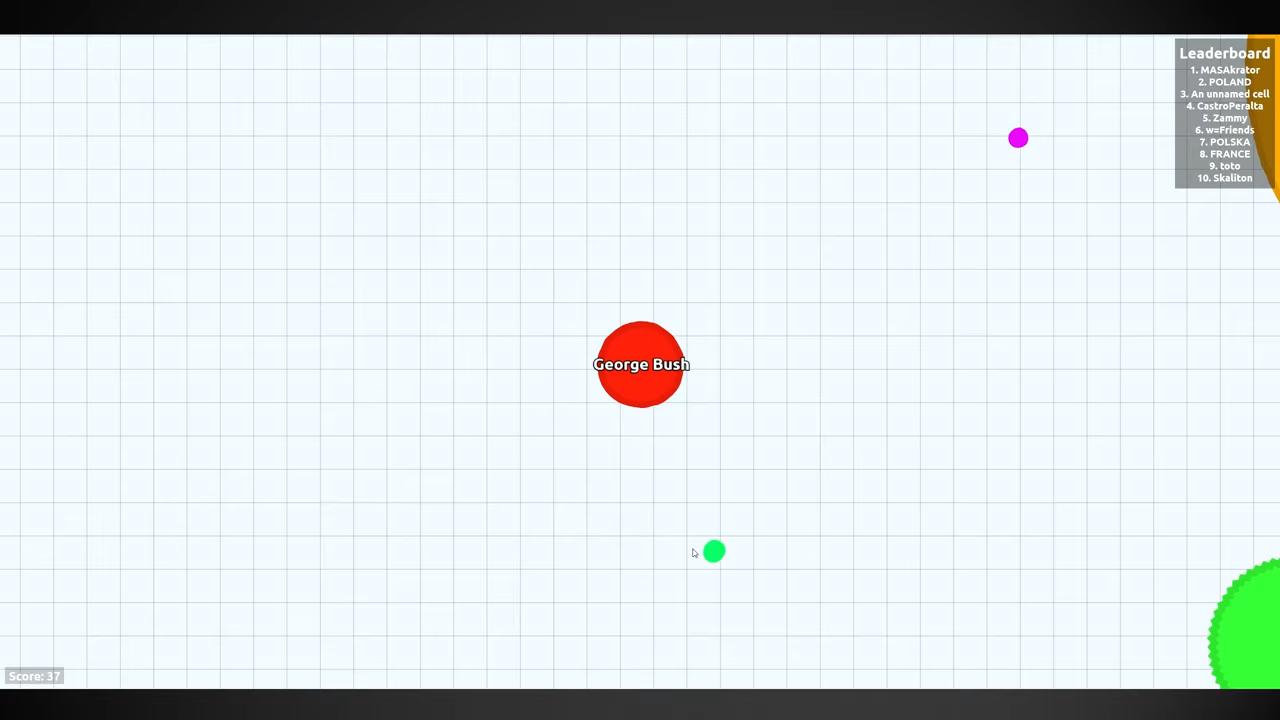 Leaderboard
1. MASAkrator
2. POLAND
3. An unnamed cell
4. CastroPeralta
5. Zammy
6. w=Friends
7. POLSKA
8. FRANCE
9. toto
10. Skaliton
George Bush
Score: 37